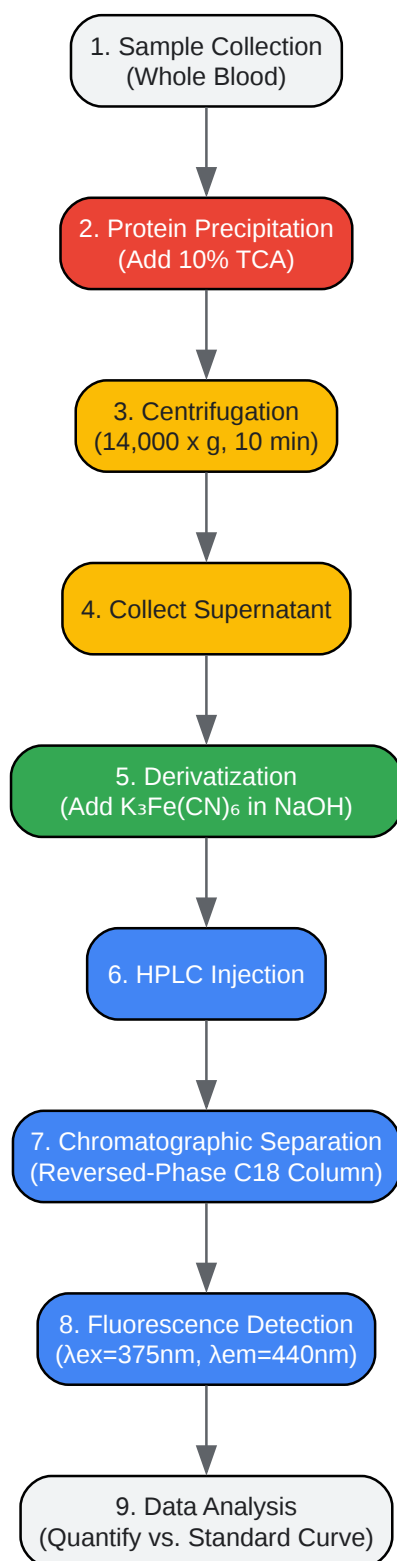 1. Sample Collection
(Whole Blood)
2. Protein Precipitation
(Add 10% TCA)
3. Centrifugation
(14,000 x g, 10 min)
4. Collect Supernatant
5. Derivatization
(Add K₃Fe(CN)₆ in NaOH)
6. HPLC Injection
7. Chromatographic Separation
(Reversed-Phase C18 Column)
8. Fluorescence Detection
(λex=375nm, λem=440nm)
9. Data Analysis
(Quantify vs. Standard Curve)